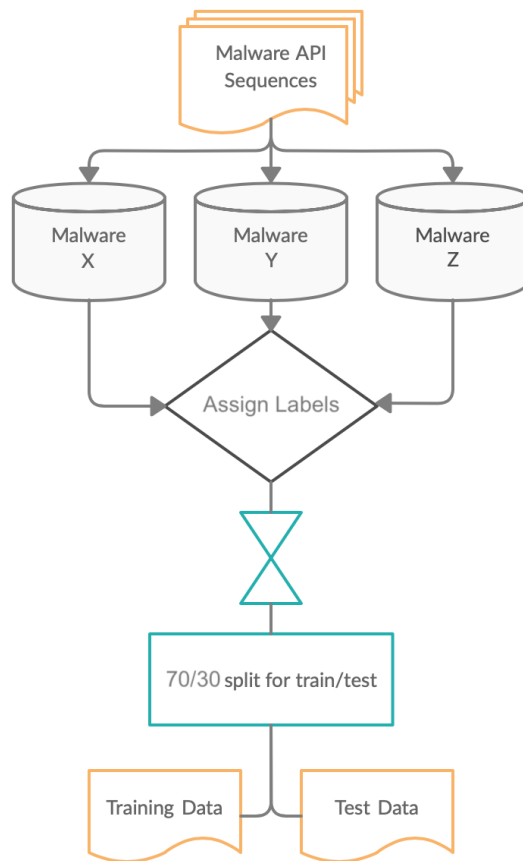 Malware API
Sequences
Malware
X
Malware
Y
Malware
Z
Assign Labels
70/30 split for train/test
Training Data
Test Data